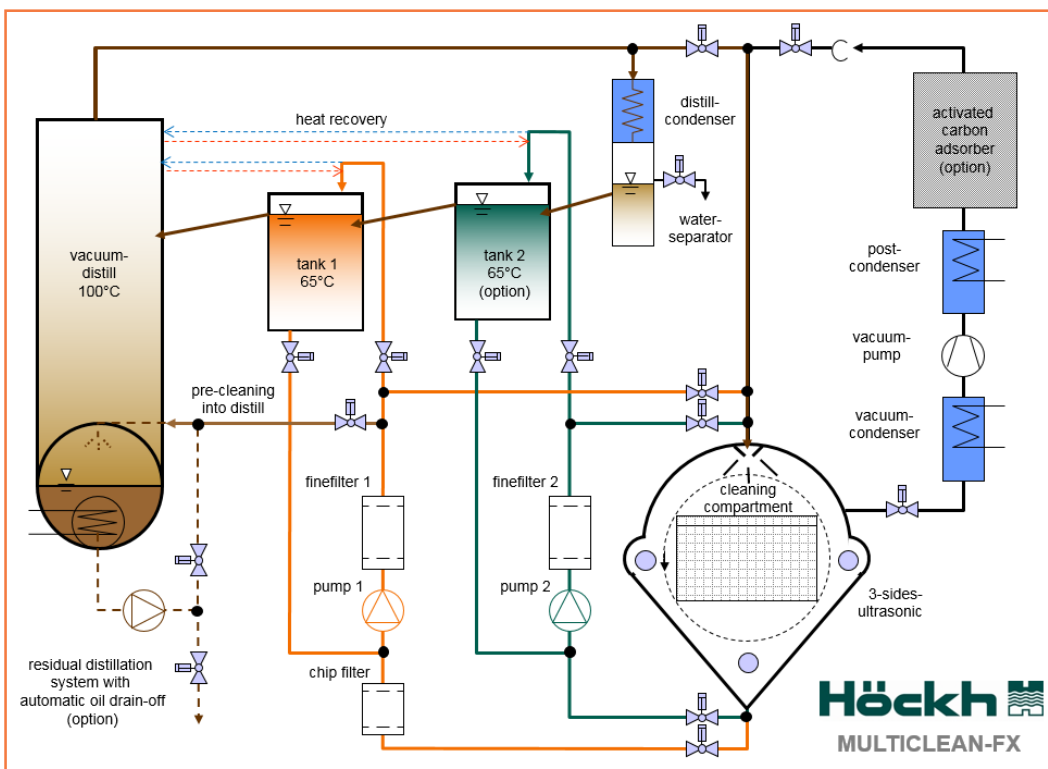 heat recovery
distill-
condenser
activated
carbon
adsorber
(option)
water-
separator
vacuum-
distill
100°C
tank 1
65°C
tank 2
65°C
(option)
post-
condenser
vacuum-
pump
pre-cleaning
into distill
vacuum-
condenser
finefilter 1
finefilter 2
cleaning
compartment
pump 1
pump 2
3-sides-
ultrasonic
residual distillation
system with
automatic oil drain-off
(option)
chip filter
Höckh
MULTICLEAN-FX